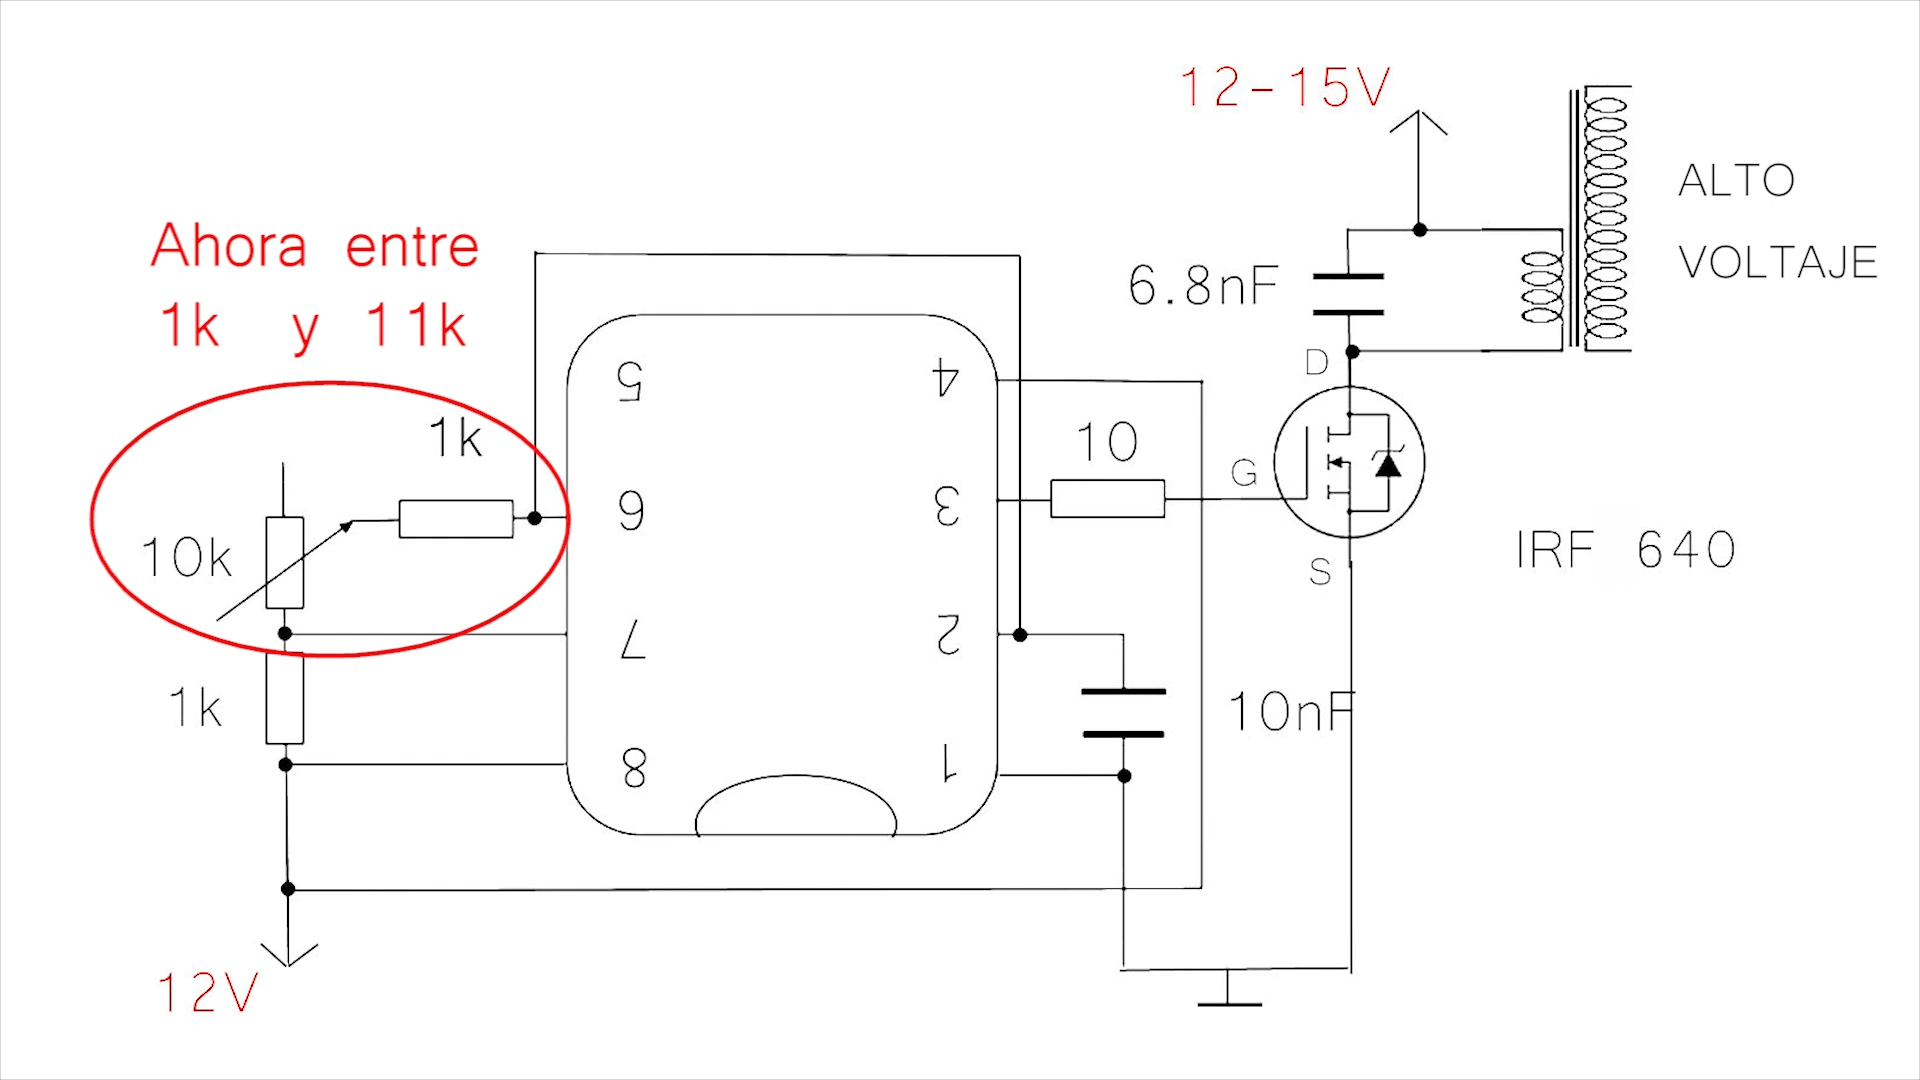 12-15V
ALTO
VOLTAJE
Ahora entre
1k y 11k
6.8nF
D
5
4
1k
10
G
6
3
10k
IRF 640
S
7
2
1k
10nF
8
1
12V